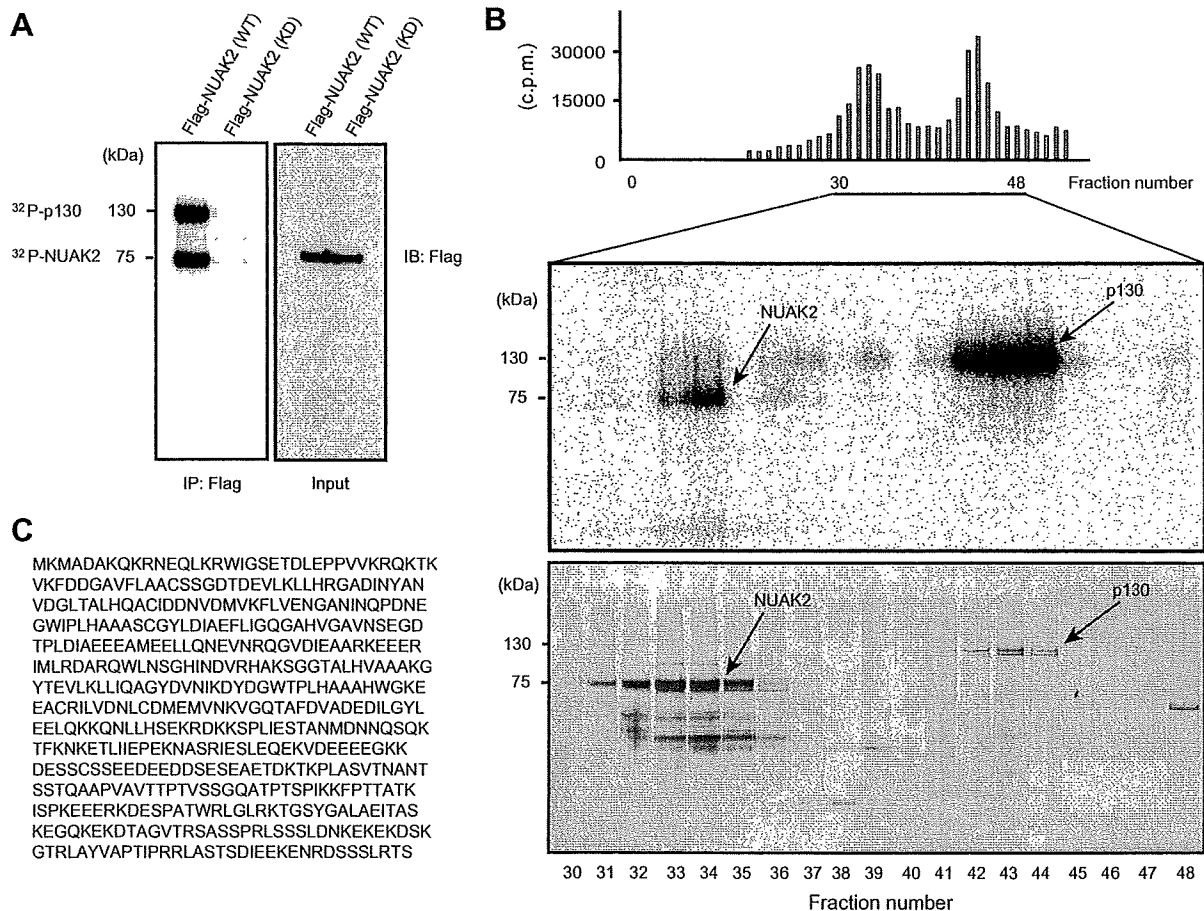 A
Flag-NUAK2 (WT)
Flag-NUAK2 (KD)
Flag-NUAK2 (WT)
Flag-NUAK2 (KD)
(kDa)
³²P-p130 130
³²P-NUAK2 75
IB: Flag
IP: Flag
Input
B
(c.p.m.)
30000
15000
0
0 30 48 Fraction number
(kDa)
130
75
NUAK2
p130
(kDa)
130
75
NUAK2
p130
30 31 32 33 34 35 36 37 38 39 40 41 42 43 44 45 46 47 48
Fraction number
C
MKMADAKQKRNEQLKRWIGSETDLEPPVVKRQKTK
VKFDDGAVFLAACSSGDTDEVLKLLHRGADINYAN
VDGLTALHQACIDDNVDMVKFLVENGANINQPDNE
GWIPLHAAASCGYLDIAEFLIGQGAHVGAVNSEGD
TPLDIAEEEAMEELLQNEVNRQGVDIEAARKEEER
IMLRDARQWLNSGHINDVRHAKSGGTALHVAAAKG
YTEVLKLLIQAGYDVNIKDYDGWTPLHAAAHWGKE
EACRILVDNLCDMEMVNKVGQTAFDVADEDILGYL
EELQKKQNLLHSEKRDKKSPLIESTANMDNNQSQK
TFKNKETLIIEPEKNASRIESLEQEKVDEEEEGKK
DESSCSSEEDEEDDSESEAETDKTKPLASVTNANT
SSTQAAPVAVTTPTVSSGQATPTSPIKKFPTTATK
ISPKEEERKDESPATWRLGLRKTGSYGALAEITAS
KEGQKEKDTAGVTRSASSPRLSSSLDNKEKEKDSK
GTRLAYVAPTIPRRLASTSDIEEKENRDSSSLRTS